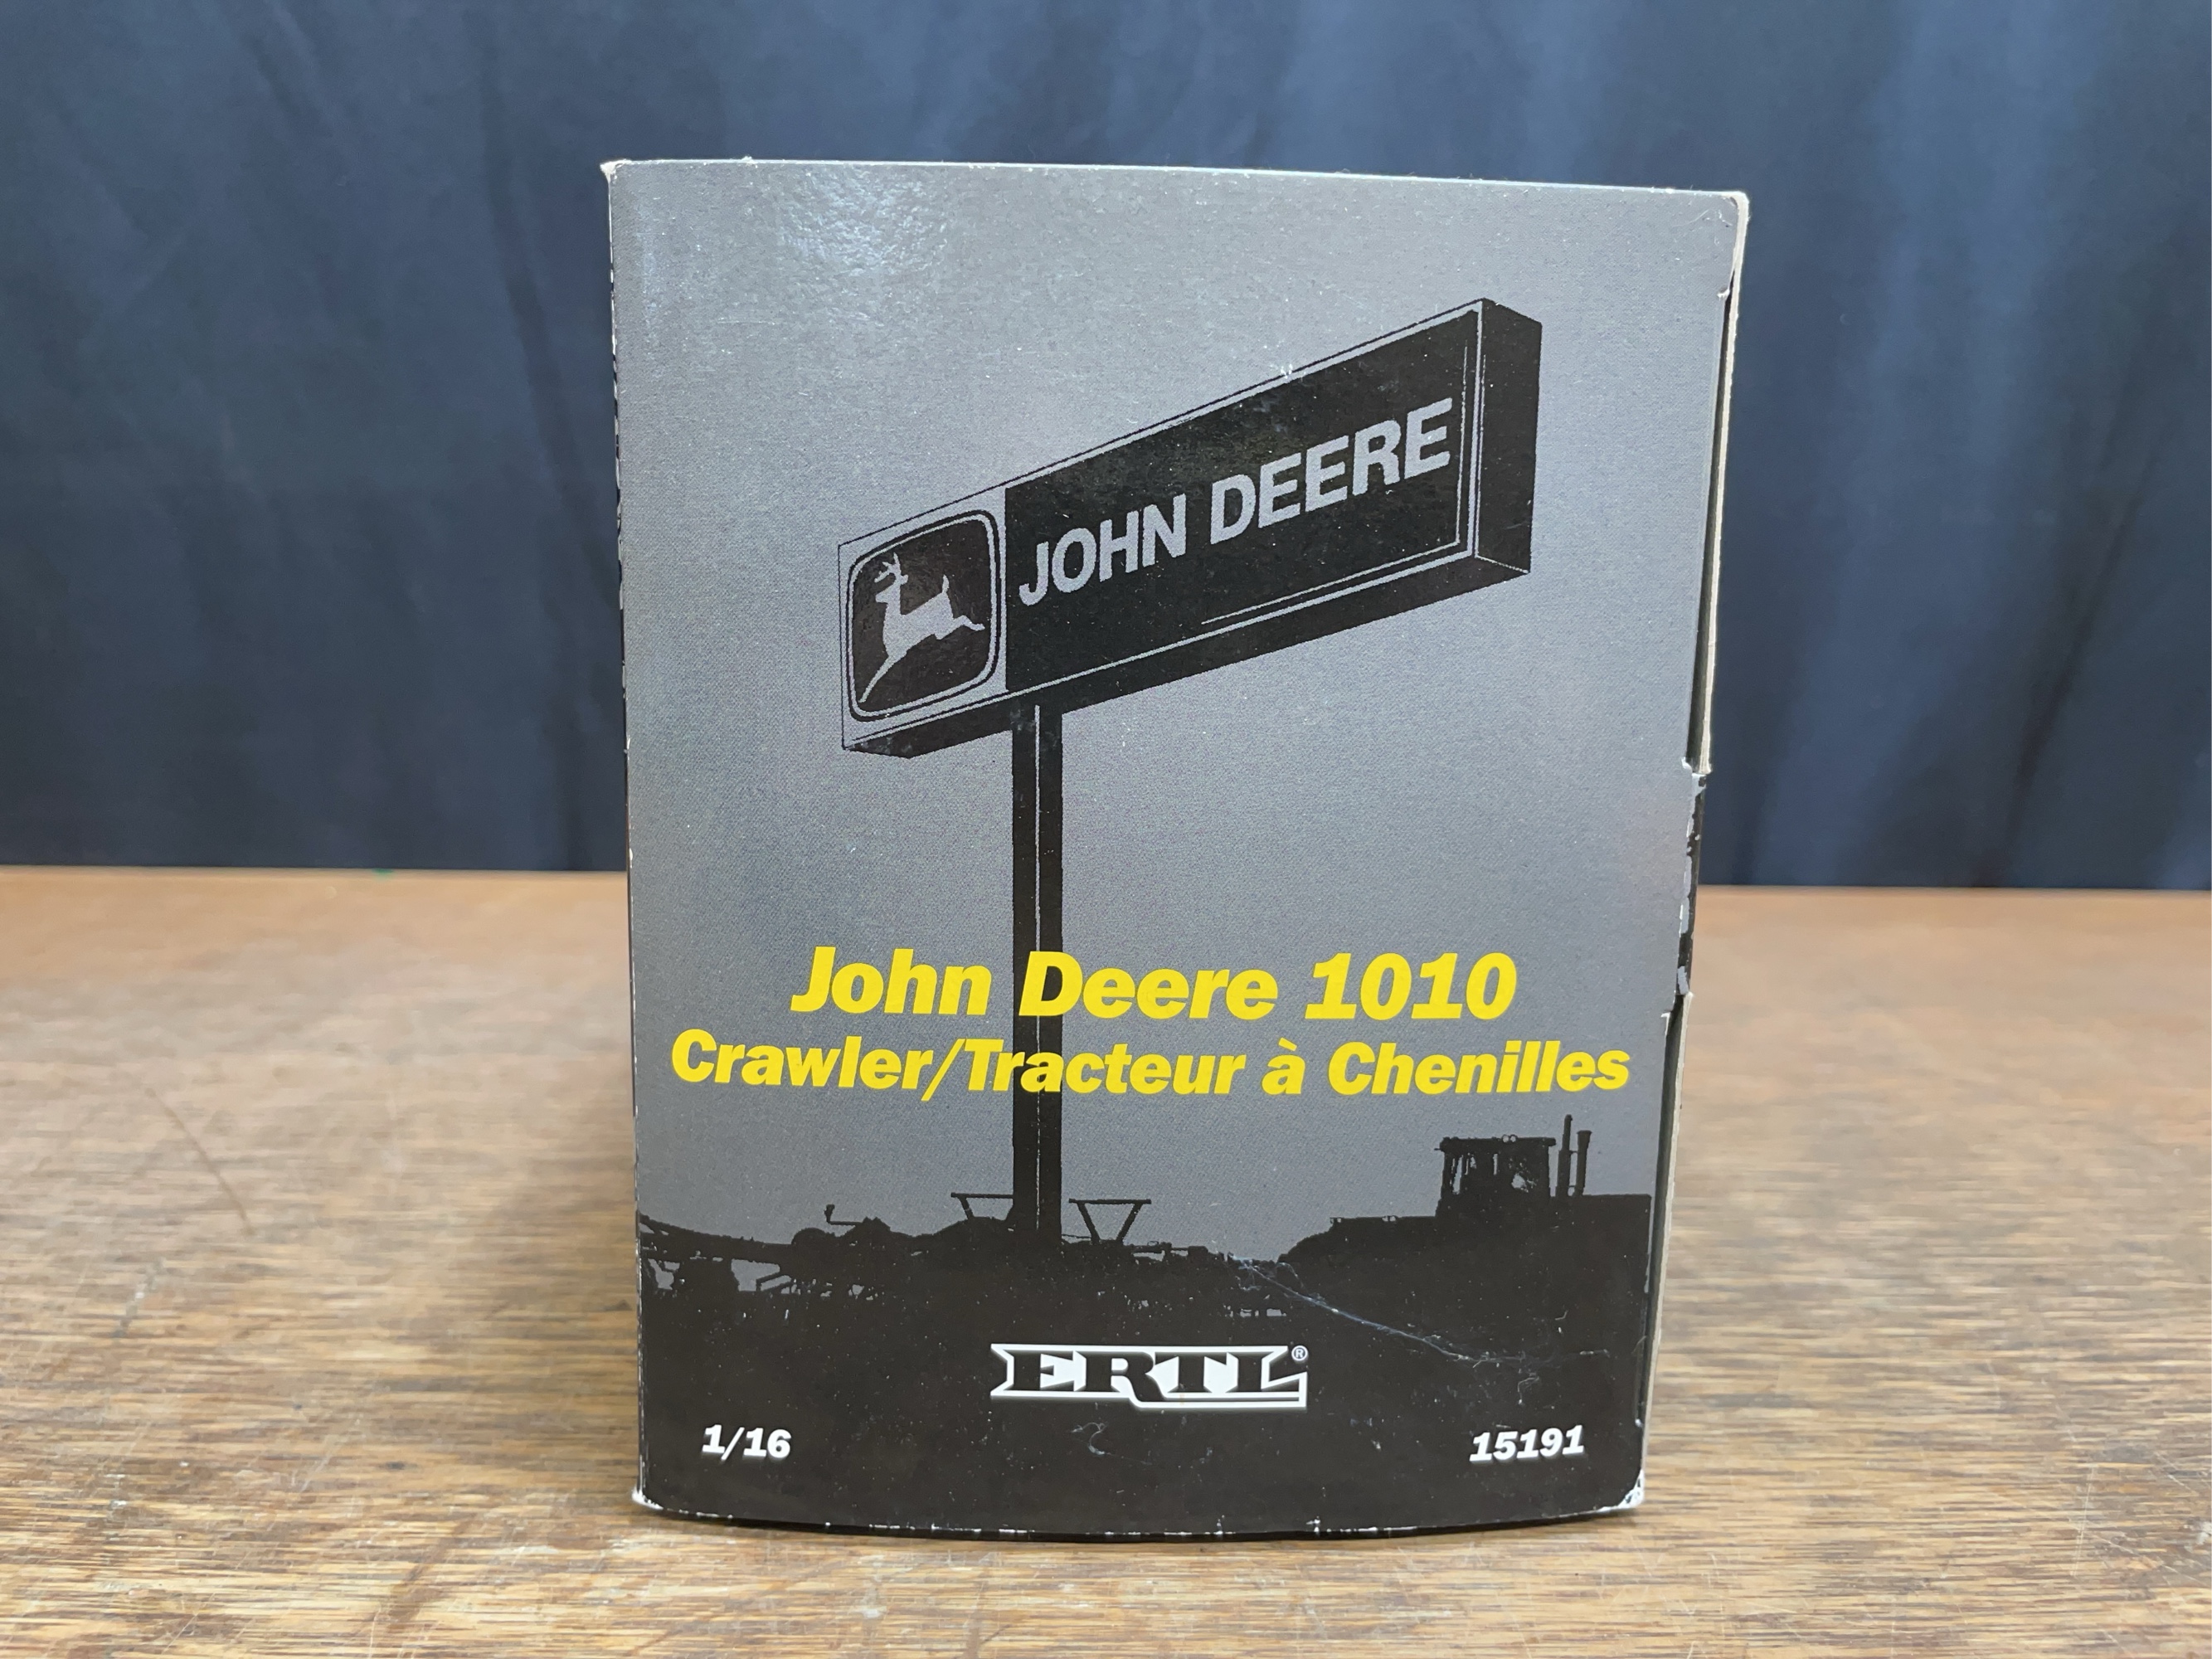 JOHN DEERE
John Deere 1010
Crawler/Tracteur à Chenilles
ERTL®
1/16
15191